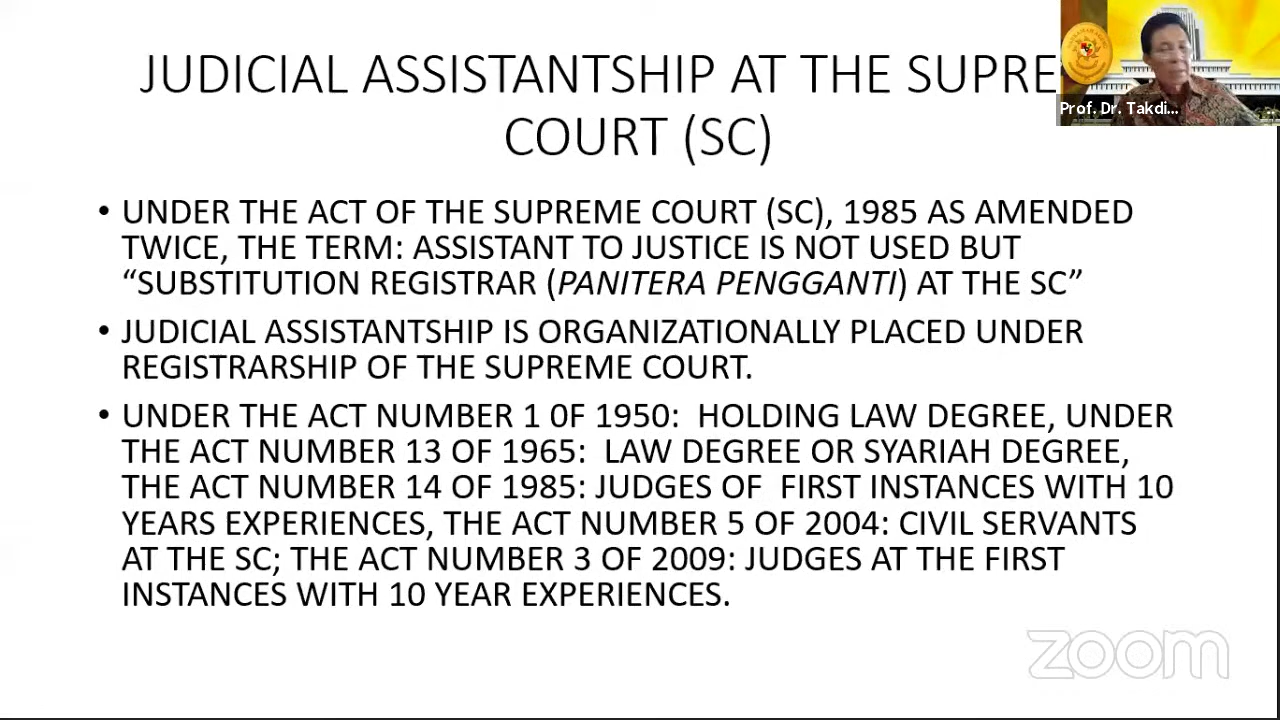 JUDICIAL ASSISTANTSHIP AT THE SUPRE
COURT (SC)
Prof. Dr. Takdi...
• UNDER THE ACT OF THE SUPREME COURT (SC), 1985 AS AMENDED
TWICE, THE TERM: ASSISTANT TO JUSTICE IS NOT USED BUT
“SUBSTITUTION REGISTRAR (PANITERA PENGGANTI) AT THE SC”
• JUDICIAL ASSISTANTSHIP IS ORGANIZATIONALLY PLACED UNDER
REGISTRARSHIP OF THE SUPREME COURT.
• UNDER THE ACT NUMBER 1 0F 1950: HOLDING LAW DEGREE, UNDER
THE ACT NUMBER 13 OF 1965: LAW DEGREE OR SYARIAH DEGREE,
THE ACT NUMBER 14 OF 1985: JUDGES OF FIRST INSTANCES WITH 10
YEARS EXPERIENCES, THE ACT NUMBER 5 OF 2004: CIVIL SERVANTS
AT THE SC; THE ACT NUMBER 3 OF 2009: JUDGES AT THE FIRST
INSTANCES WITH 10 YEAR EXPERIENCES.
zoom